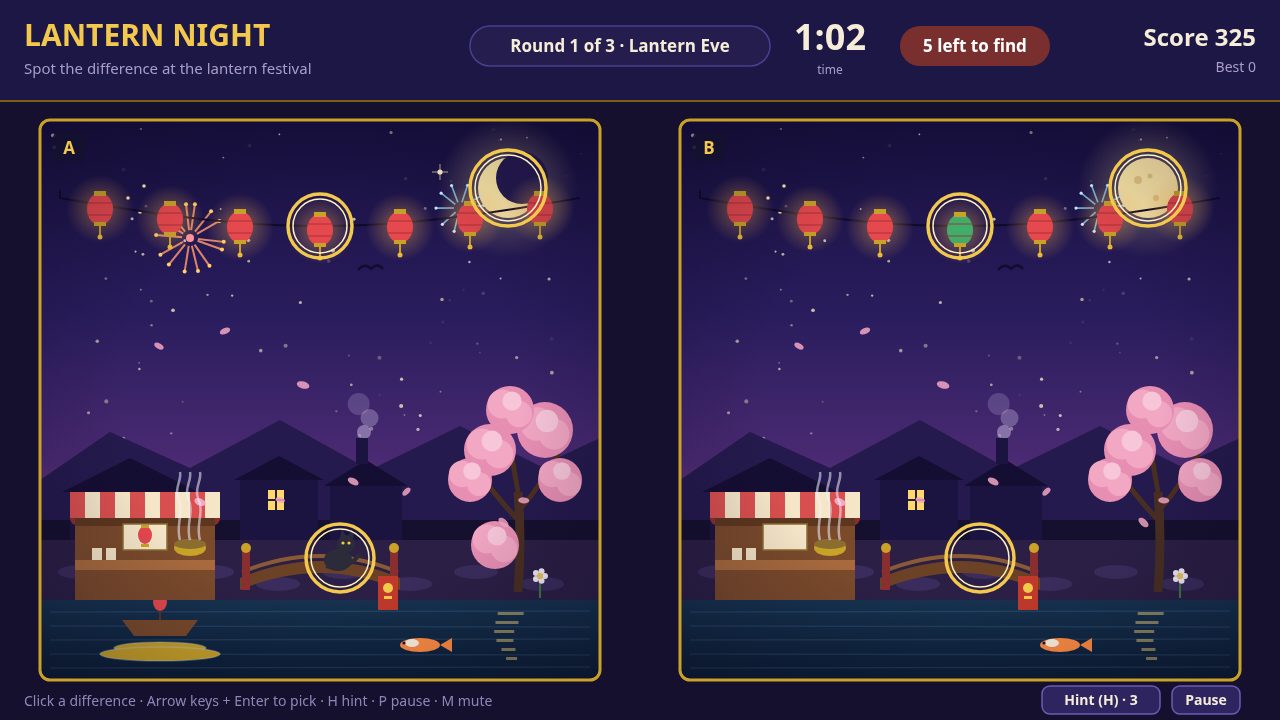 LANTERN NIGHT
Spot the difference at the lantern festival
Round 1 of 3 · Lantern Eve
1:02
time
5 left to find
Score 325
Best 0
A
B
Click a difference · Arrow keys + Enter to pick · H hint · P pause · M mute
Hint (H) · 3
Pause